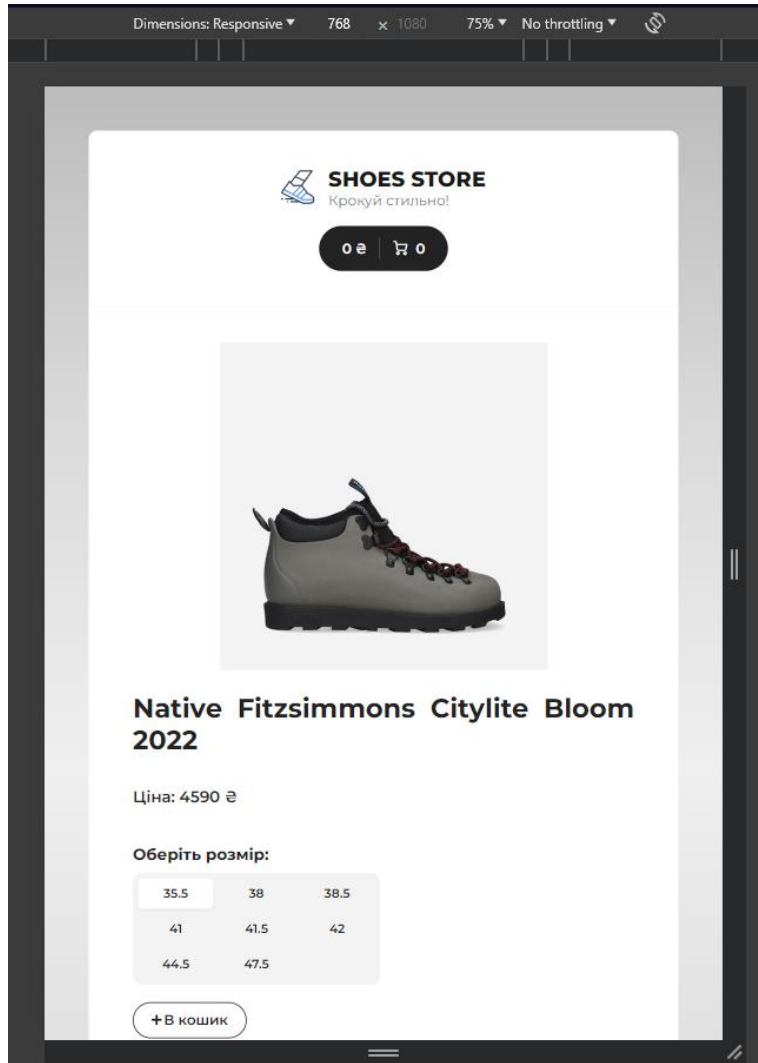 Dimensions: Responsive ▼ 768 × 1080 75% ▼ No throttling ▼
SHOES STORE
Крокуй стильно!
0 ₴ 0
Native Fitzsimmons Citylite Bloom
2022
Ціна: 4590 ₴
Оберіть розмір:
35.5 38 38.5
41 41.5 42
44.5 47.5
+В кошик